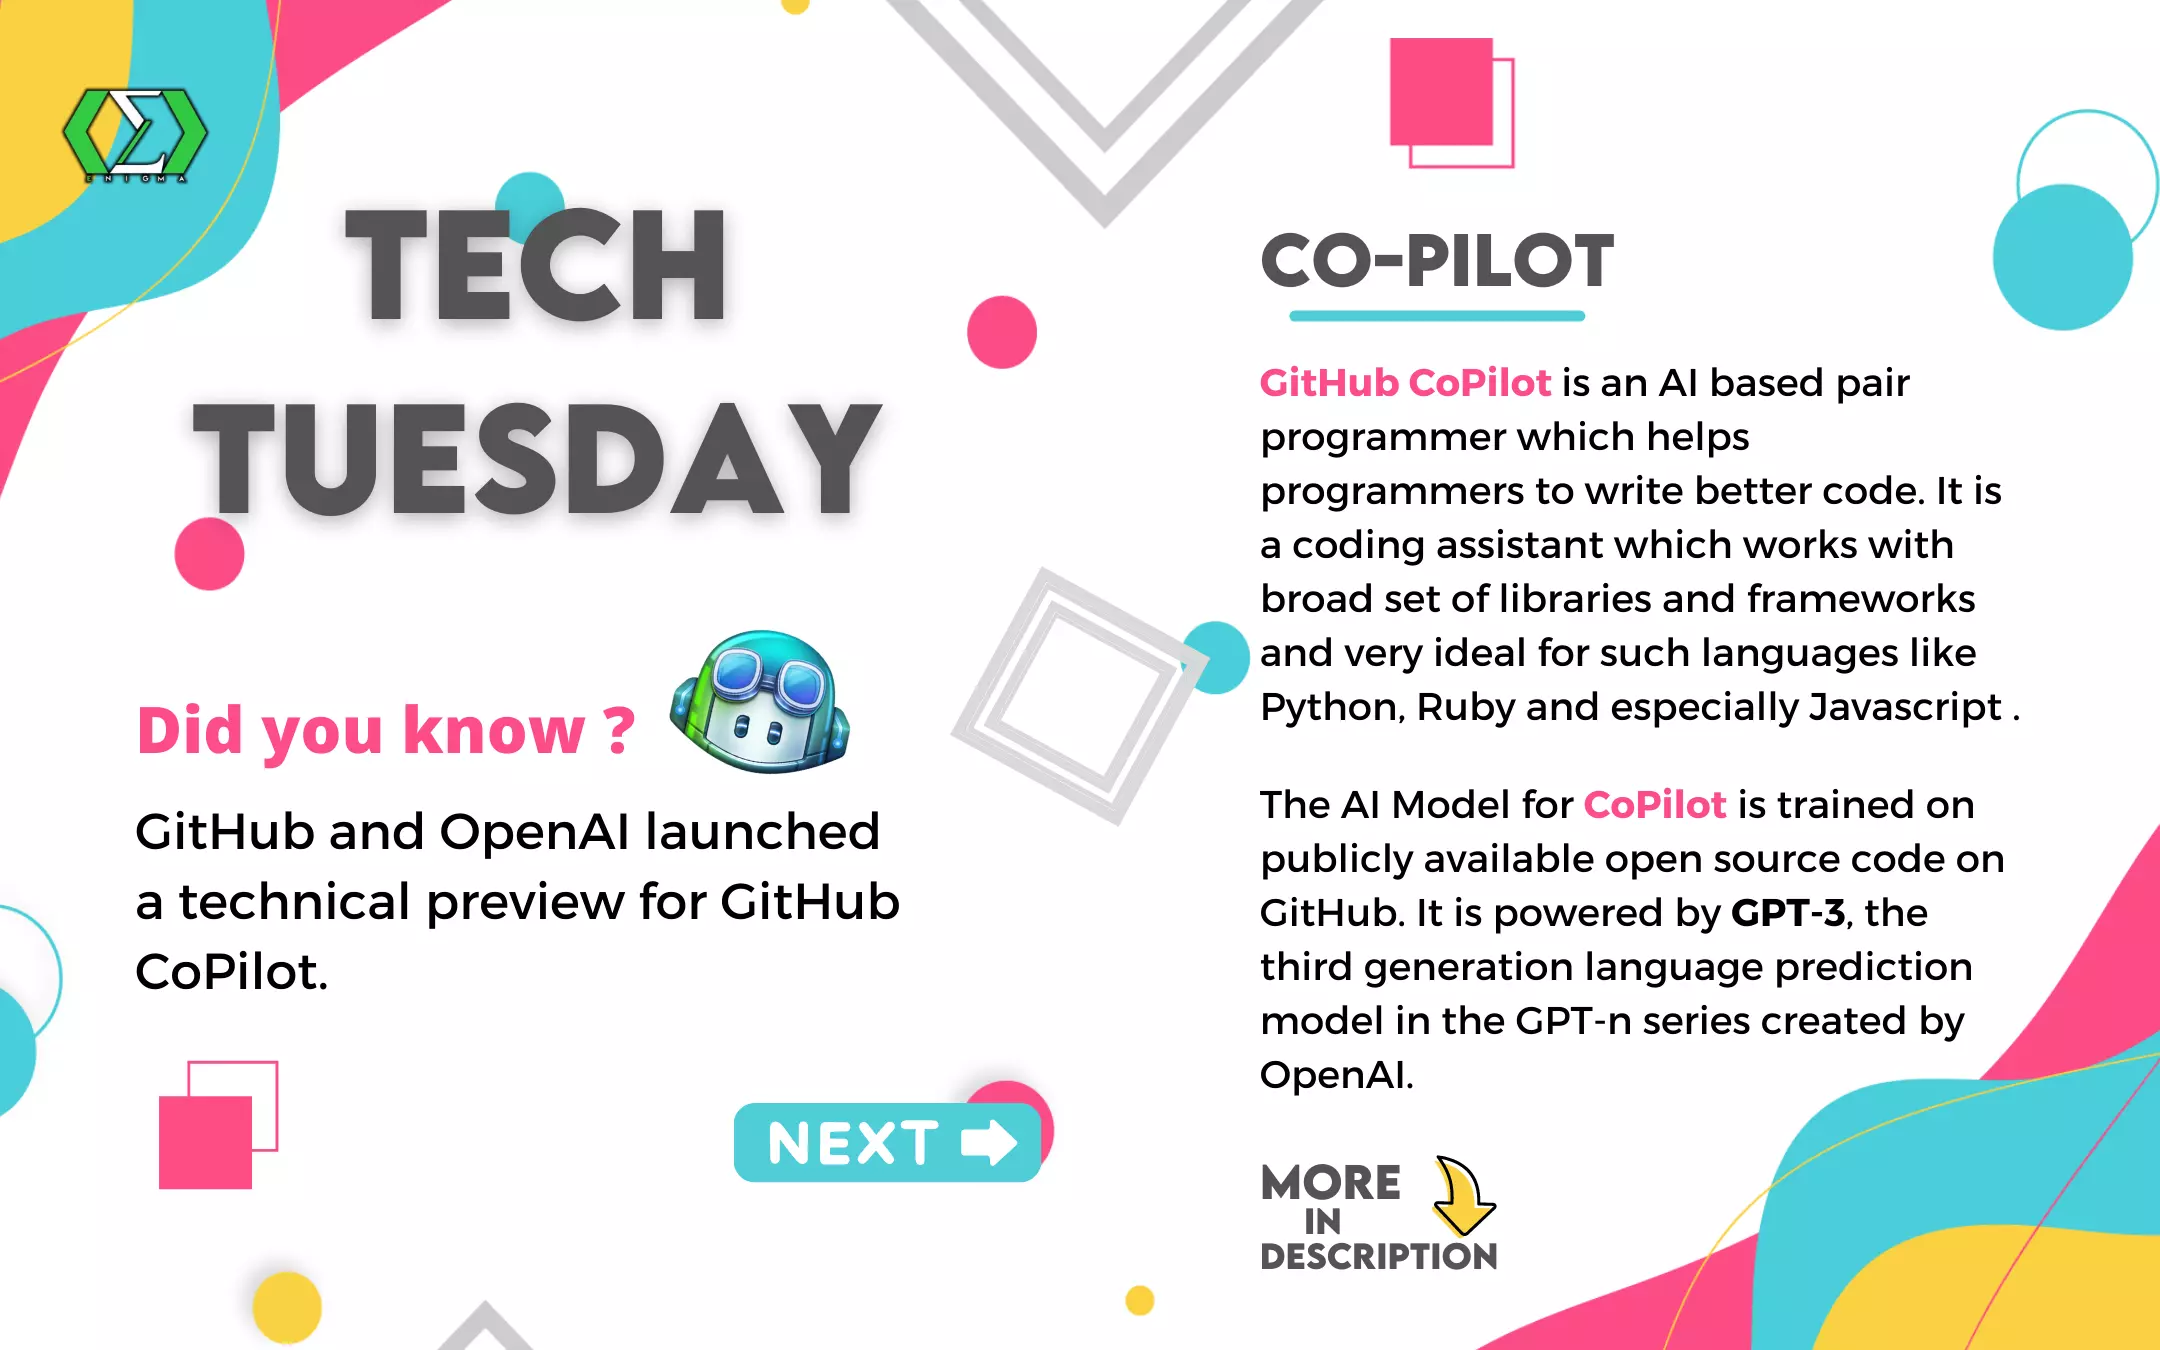 ENIGMA
TECH
TUESDAY
Did you know ?
GitHub and OpenAI launched
a technical preview for GitHub
CoPilot.
NEXT
CO-PILOT
GitHub CoPilot is an AI based pair
programmer which helps
programmers to write better code. It is
a coding assistant which works with
broad set of libraries and frameworks
and very ideal for such languages like
Python, Ruby and especially Javascript .
The AI Model for CoPilot is trained on
publicly available open source code on
GitHub. It is powered by GPT-3, the
third generation language prediction
model in the GPT-n series created by
OpenAI.
MORE
IN
DESCRIPTION